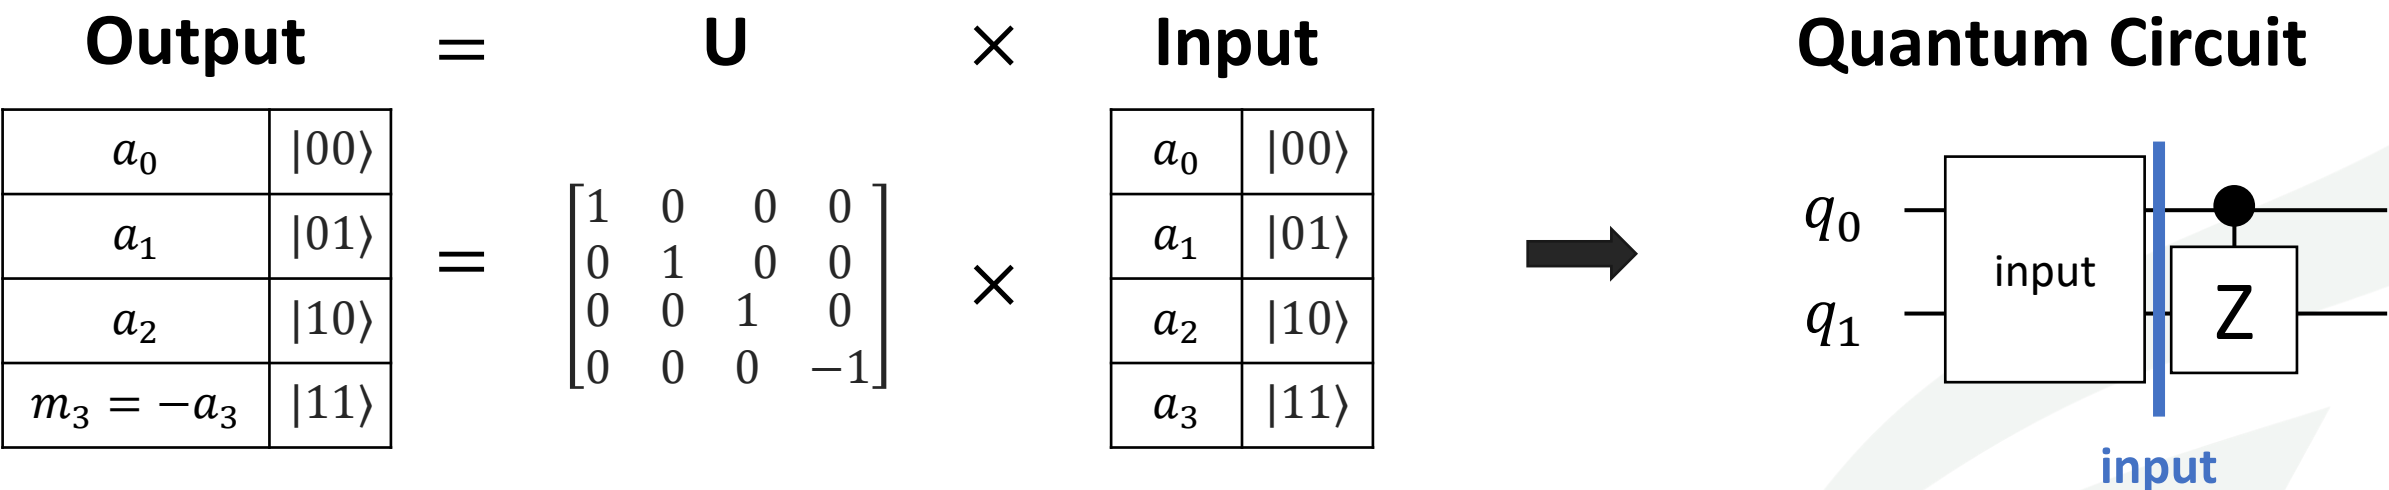 Output = U × Input Quantum Circuit
a₀ |00⟩
a₁ |01⟩
a₂ |10⟩
m₃ = −a₃ |11⟩
=
1 0 0 0
0 1 0 0
0 0 1 0
0 0 0 −1
×
a₀ |00⟩
a₁ |01⟩
a₂ |10⟩
a₃ |11⟩
q₀
q₁
input
Z
input